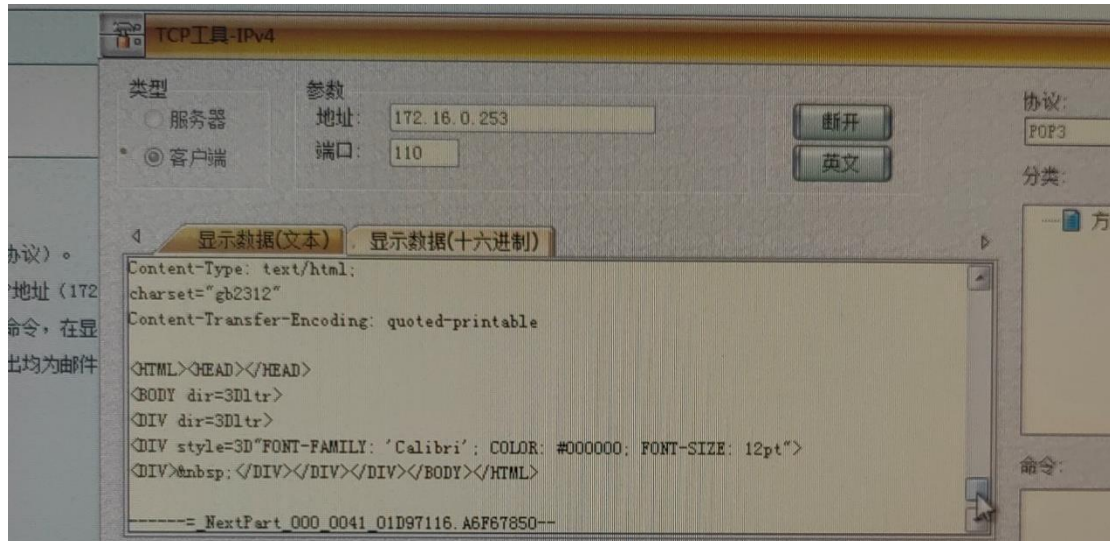 TCP工具-IPv4
类型
服务器
客户端
参数
地址: 172.16.0.253
端口: 110
断开
英文
协议:
POP3
分类:
方
显示数据(文本)
显示数据(十六进制)
Content-Type: text/html;
charset="gb2312"
Content-Transfer-Encoding: quoted-printable
<HTML><HEAD></HEAD>
<BODY dir=3Dltr>
<DIV dir=3Dltr>
<DIV style=3D"FONT-FAMILY: 'Calibri'; COLOR: #000000; FONT-SIZE: 12pt">
<DIV>&nbsp;</DIV></DIV></DIV></BODY></HTML>
------=_NextPart_000_0041_01D97116.A6F67850--
命令:
协议）。
地址（172
命令，在显
出均为邮件